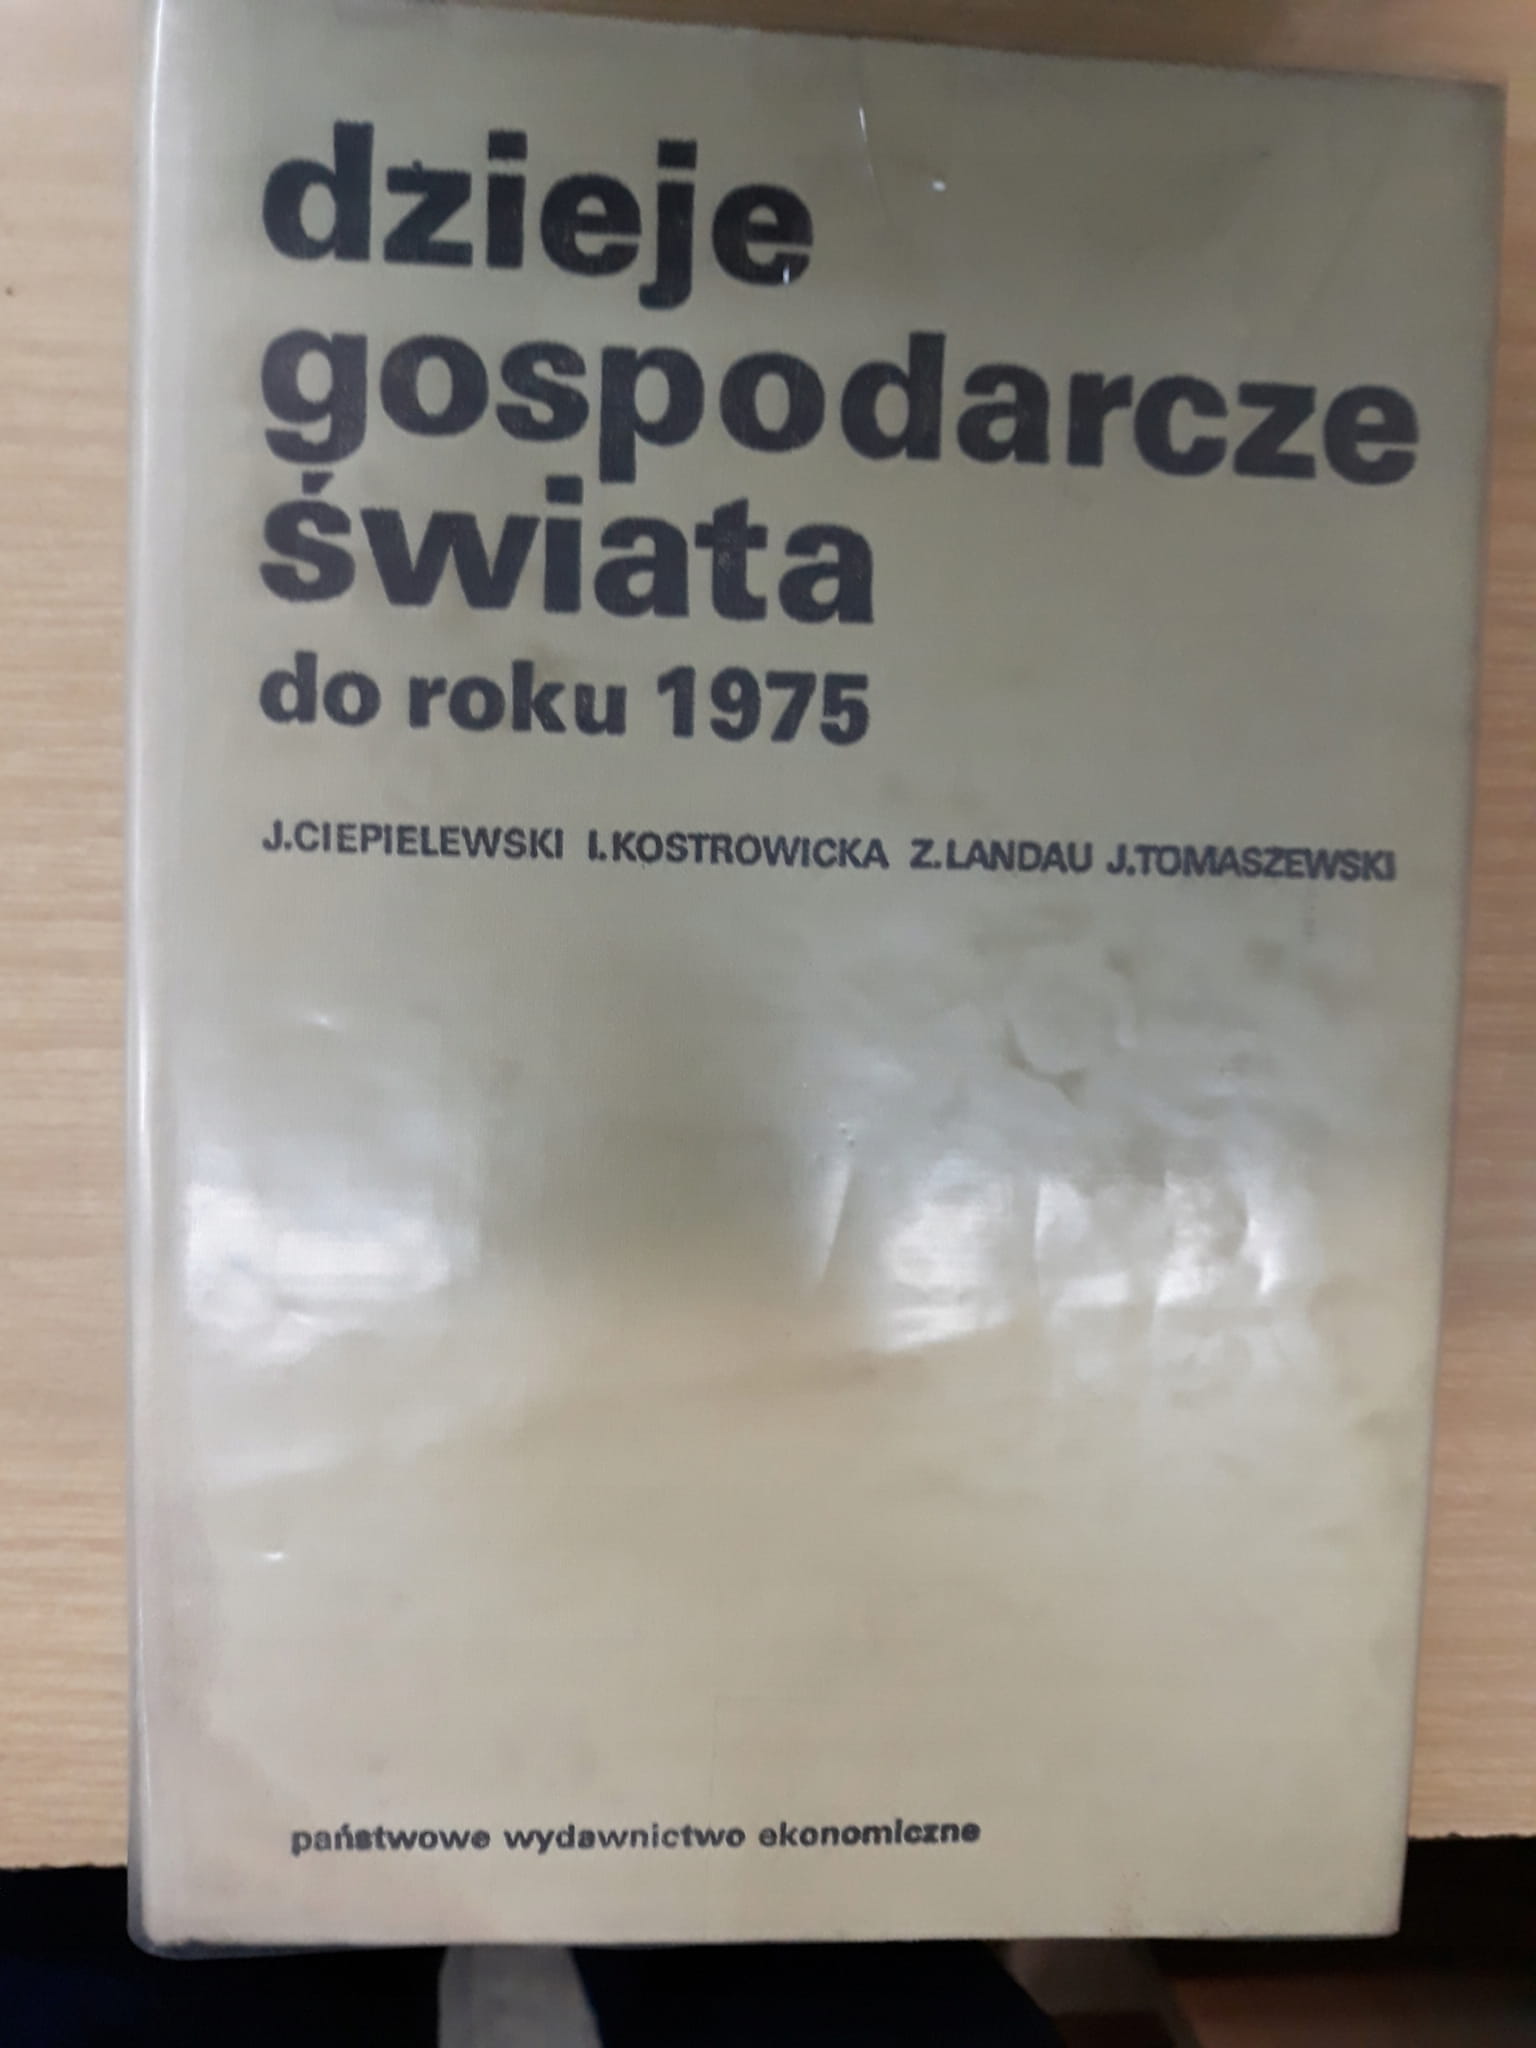 dzieje
gospodarcze
świata
do roku 1975
J.CIEPIELEWSKI I.KOSTROWICKA Z.LANDAU J.TOMASZEWSKI
państwowe wydawnictwo ekonomiczne